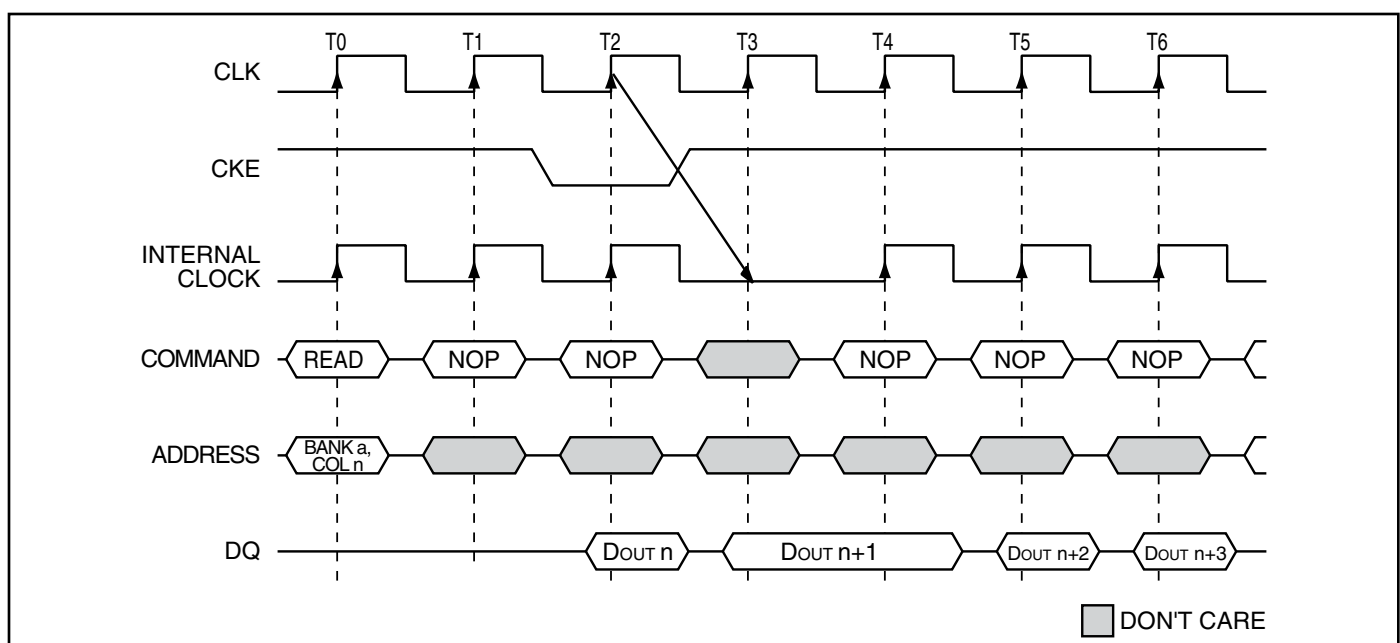 T0 T1 T2 T3 T4 T5 T6
CLK
CKE
INTERNAL
CLOCK
COMMAND READ NOP NOP NOP NOP NOP
ADDRESS BANK a,
COL n
DQ DOUT n DOUT n+1 DOUT n+2 DOUT n+3
DON'T CARE